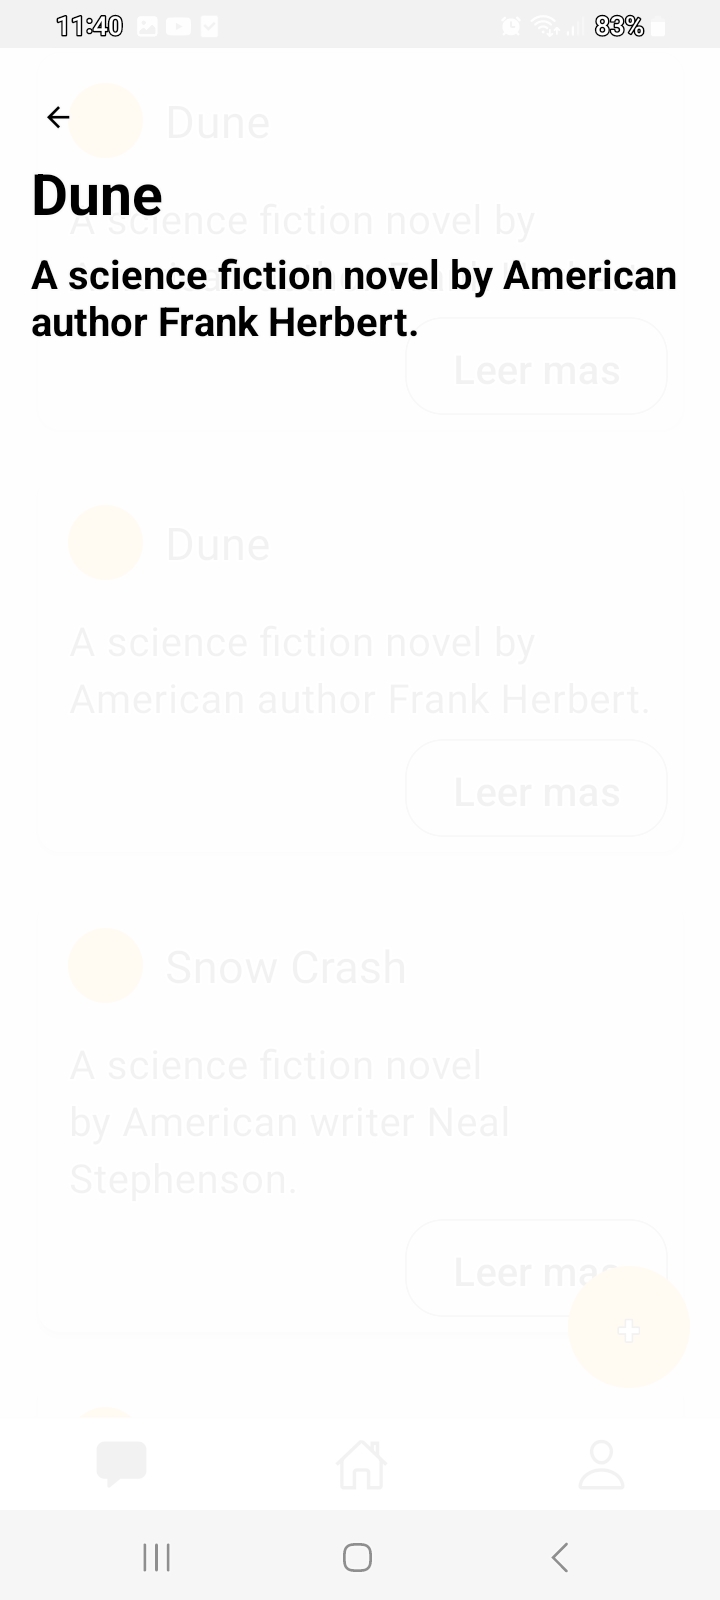 11:40
83%
Dune
Dune
A science fiction novel by
A science fiction novel by American
author Frank Herbert.
Leer mas
Dune
A science fiction novel by
American author Frank Herbert.
Leer mas
Snow Crash
A science fiction novel
by American writer Neal
Stephenson.
Leer mas